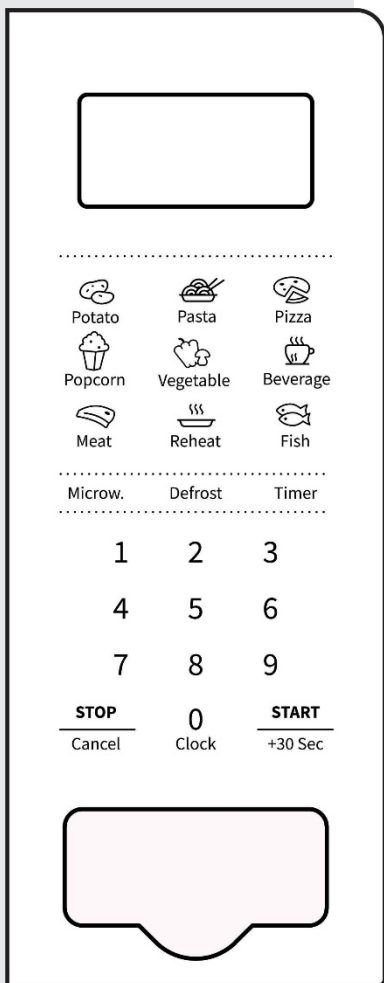 Potato Pasta Pizza
Popcorn Vegetable Beverage
Meat Reheat Fish
Microw. Defrost Timer
1 2 3
4 5 6
7 8 9
STOP 0 START
Cancel Clock +30 Sec